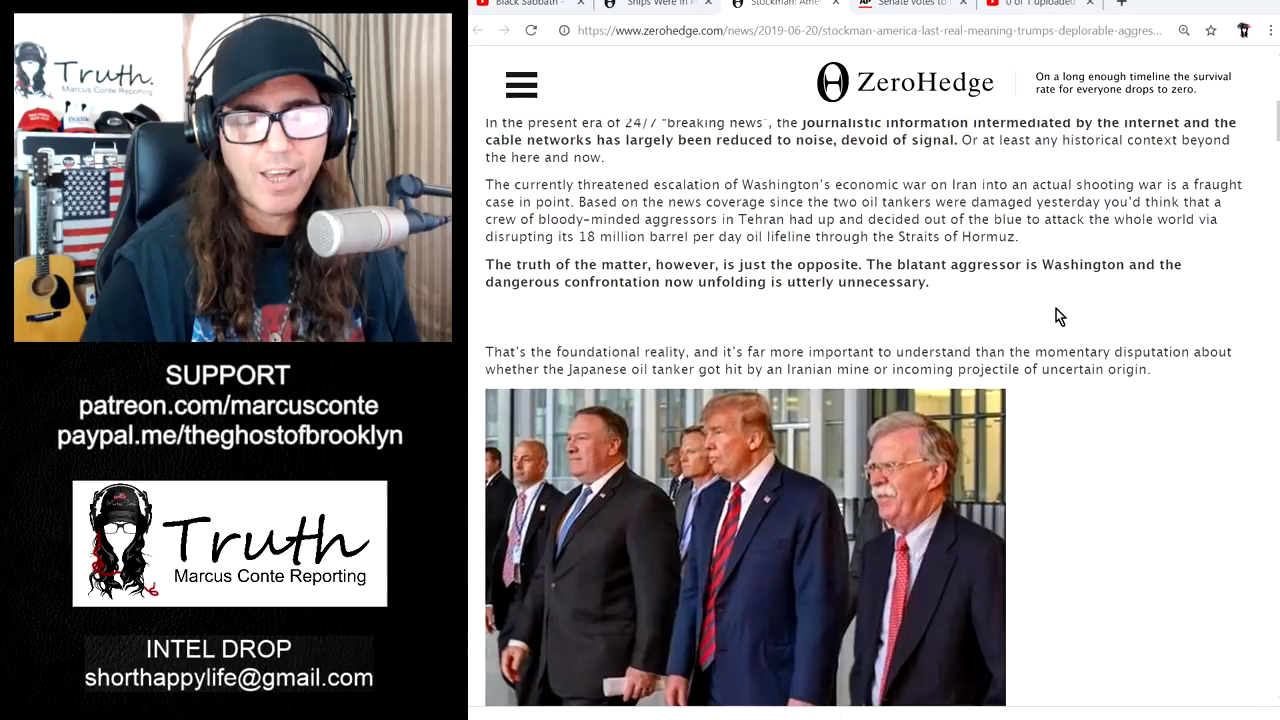 Truth.
Marcus Conte Reporting
SUPPORT
patreon.com/marcusconte
paypal.me/theghostofbrooklyn
Truth
Marcus Conte Reporting
INTEL DROP
shorthappylife@gmail.com
Black Sabbath -
Ships Were in
Stockman: Ame
Senate votes to
0 of 1 uploaded
https://www.zerohedge.com/news/2019-06-20/stockman-america-last-real-meaning-trumps-deplorable-aggres...
ZeroHedge
On a long enough timeline the survival
rate for everyone drops to zero.
In the present era of 24/7 "breaking news", the journalistic information intermediated by the internet and the
cable networks has largely been reduced to noise, devoid of signal. Or at least any historical context beyond
the here and now.
The currently threatened escalation of Washington's economic war on Iran into an actual shooting war is a fraught
case in point. Based on the news coverage since the two oil tankers were damaged yesterday you'd think that a
crew of bloody-minded aggressors in Tehran had up and decided out of the blue to attack the whole world via
disrupting its 18 million barrel per day oil lifeline through the Straits of Hormuz.
The truth of the matter, however, is just the opposite. The blatant aggressor is Washington and the
dangerous confrontation now unfolding is utterly unnecessary.
That's the foundational reality, and it's far more important to understand than the momentary disputation about
whether the Japanese oil tanker got hit by an Iranian mine or incoming projectile of uncertain origin.